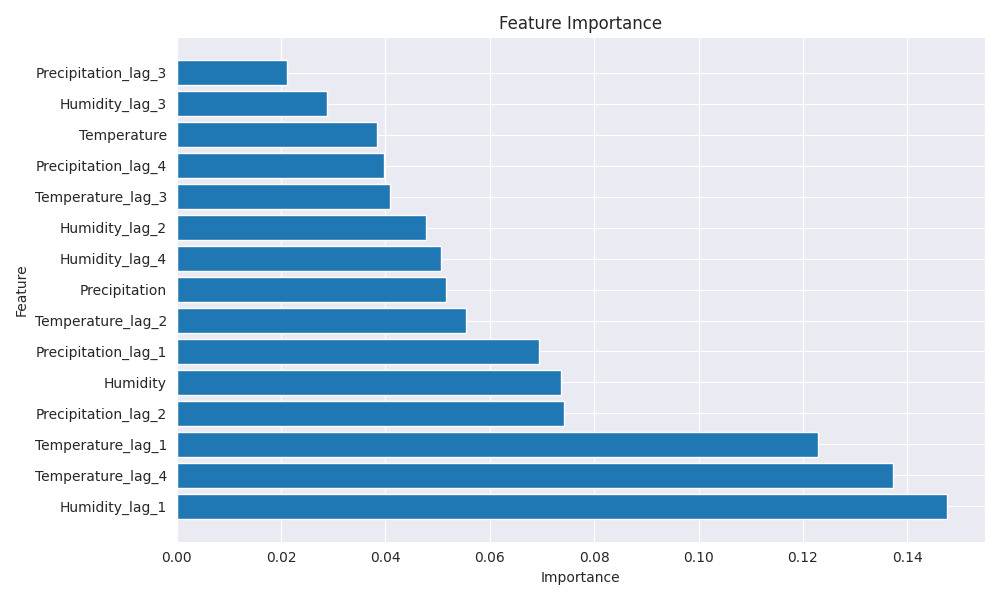 Feature Importance
Precipitation_lag_3
Humidity_lag_3
Temperature
Precipitation_lag_4
Temperature_lag_3
Humidity_lag_2
Humidity_lag_4
Precipitation
Temperature_lag_2
Precipitation_lag_1
Humidity
Precipitation_lag_2
Temperature_lag_1
Temperature_lag_4
Humidity_lag_1
Feature
0.00 0.02 0.04 0.06 0.08 0.10 0.12 0.14
Importance